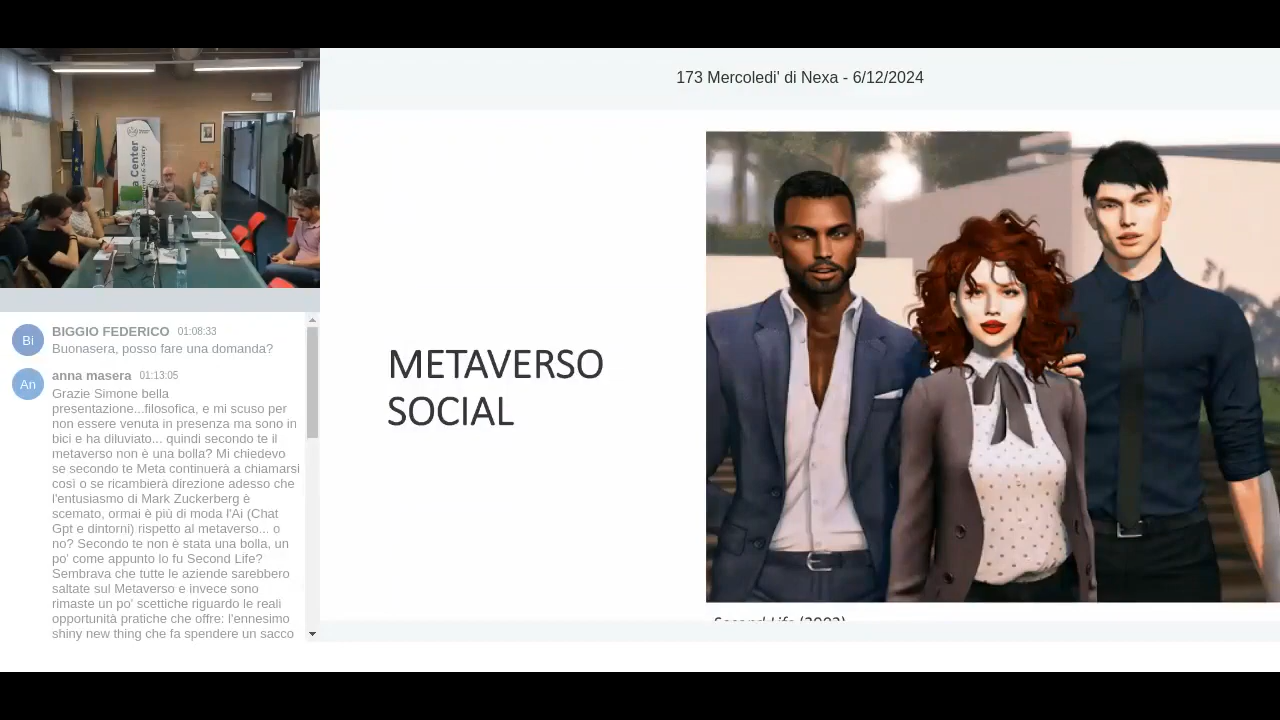 173 Mercoledi' di Nexa - 6/12/2024
a Center
Bi
BIGGIO FEDERICO 01:08:33
Buonasera, posso fare una domanda?
An
anna masera 01:13:05
Grazie Simone bella
presentazione...filosofica, e mi scuso per
non essere venuta in presenza ma sono in
bici e ha diluviato... quindi secondo te il
metaverso non è una bolla? Mi chiedevo
se secondo te Meta continuerà a chiamarsi
così o se ricambierà direzione adesso che
l'entusiasmo di Mark Zuckerberg è
scemato, ormai è più di moda l'Ai (Chat
Gpt e dintorni) rispetto al metaverso... o
no? Secondo te non è stata una bolla, un
po' come appunto lo fu Second Life?
Sembrava che tutte le aziende sarebbero
saltate sul Metaverso e invece sono
rimaste un po' scettiche riguardo le reali
opportunità pratiche che offre: l'ennesimo
shiny new thing che fa spendere un sacco
METAVERSO
SOCIAL
Second Life (2003)